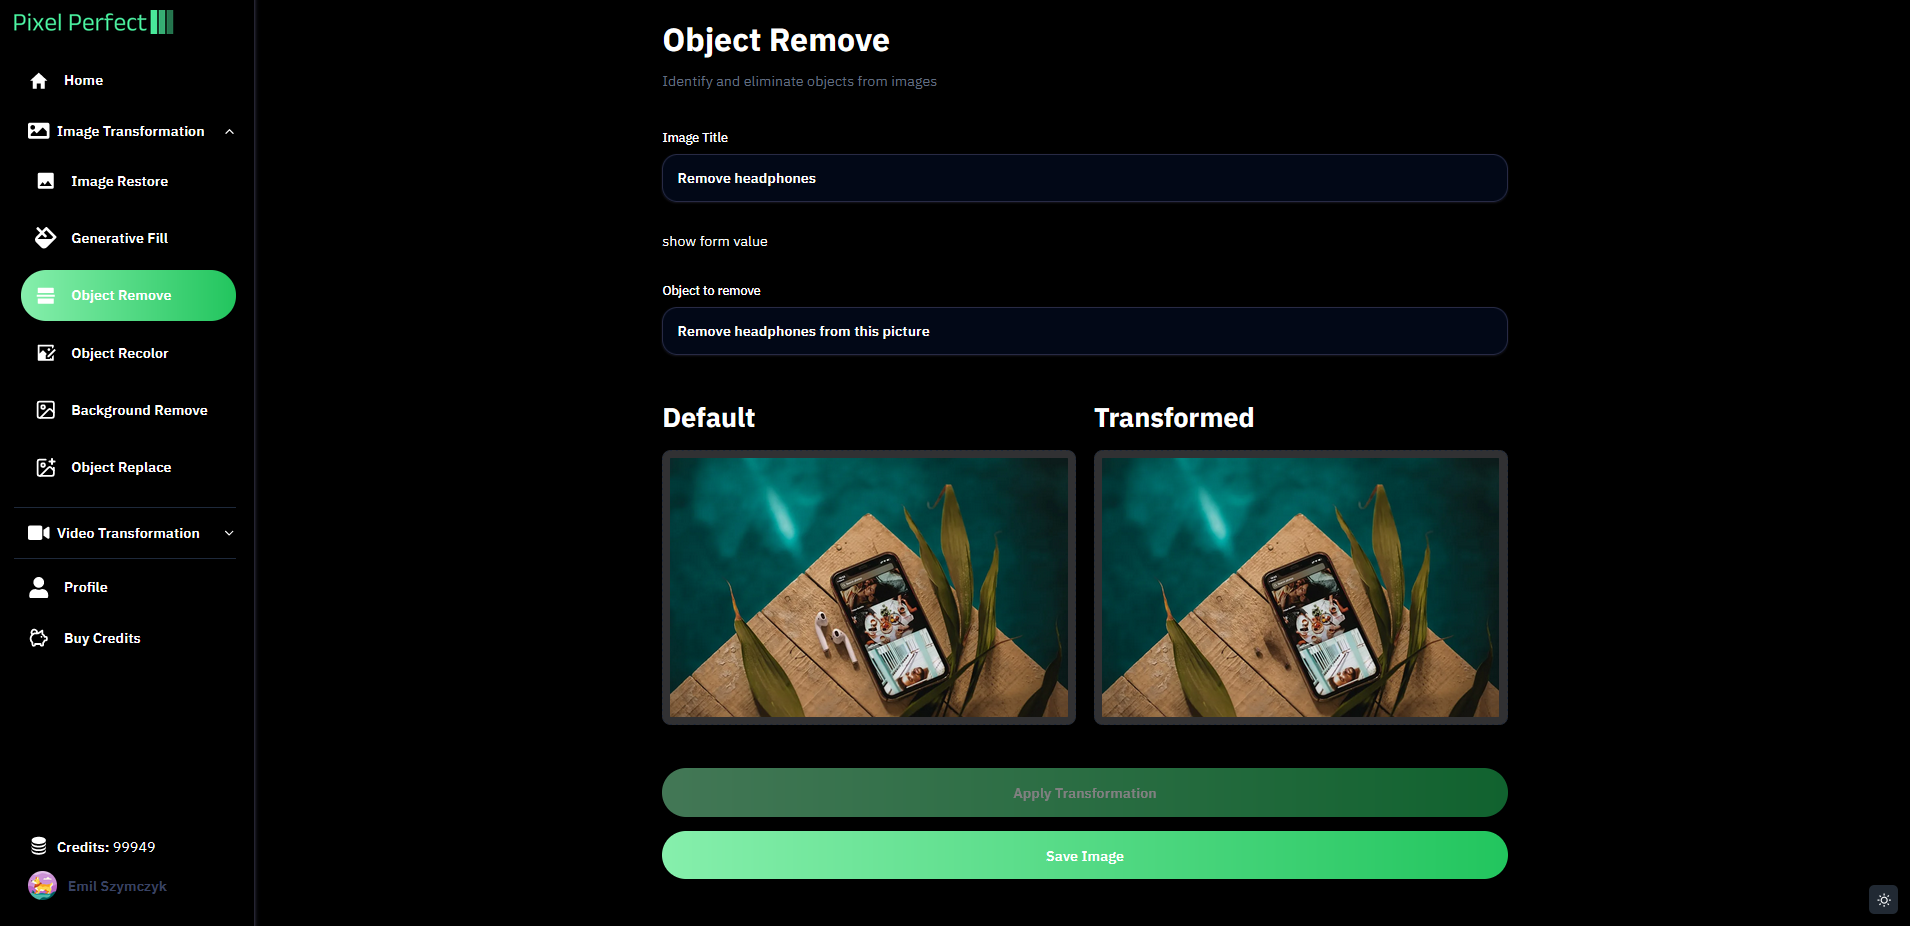 Pixel Perfect
Home
Image Transformation
Image Restore
Generative Fill
Object Remove
Object Recolor
Background Remove
Object Replace
Video Transformation
Profile
Buy Credits
Credits: 99949
Emil Szymczyk
Object Remove
Identify and eliminate objects from images
Image Title
Remove headphones
show form value
Object to remove
Remove headphones from this picture
Default
Transformed
Apply Transformation
Save Image